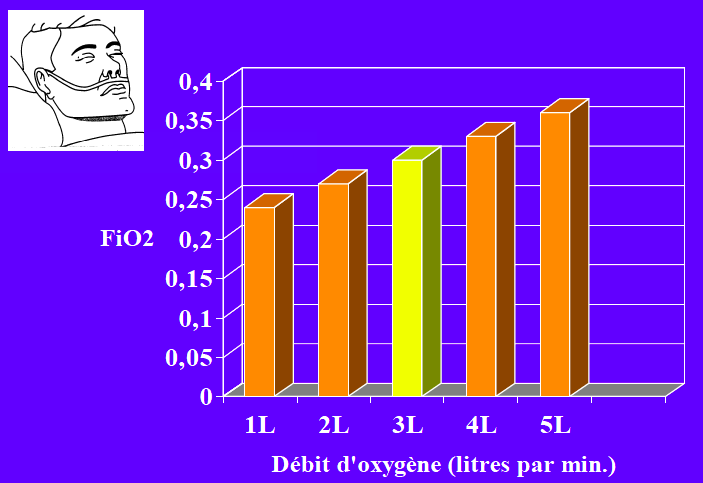 0,4
0,35
0,3
0,25
FiO2 0,2
0,15
0,1
0,05
0
1L 2L 3L 4L 5L
Débit d'oxygène (litres par min.)